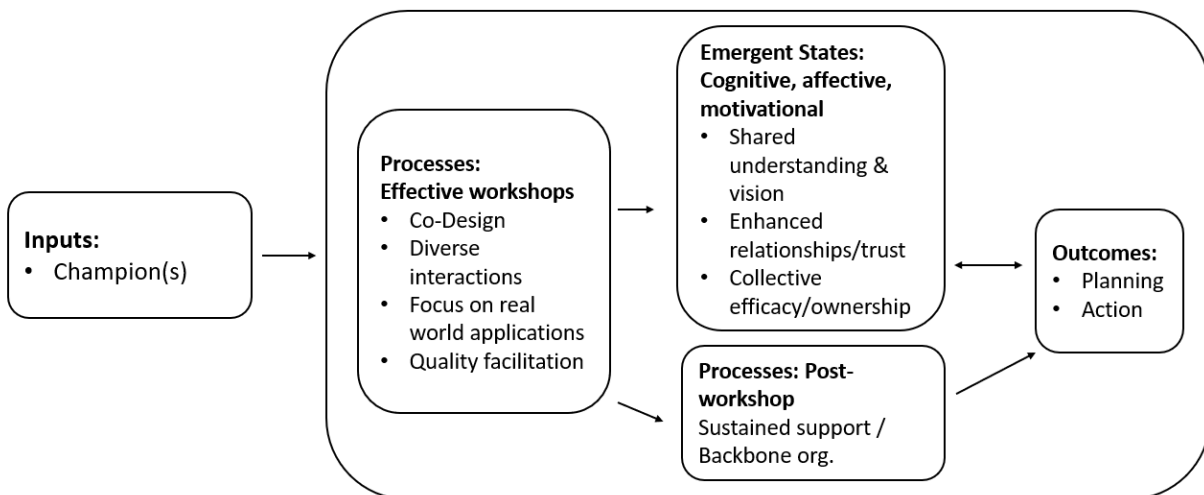 Inputs:
• Champion(s)
Processes:
Effective workshops
• Co-Design
• Diverse
interactions
• Focus on real
world applications
• Quality facilitation
Emergent States:
Cognitive, affective,
motivational
• Shared
understanding &
vision
• Enhanced
relationships/trust
• Collective
efficacy/ownership
Processes: Post-
workshop
Sustained support /
Backbone org.
Outcomes:
• Planning
• Action